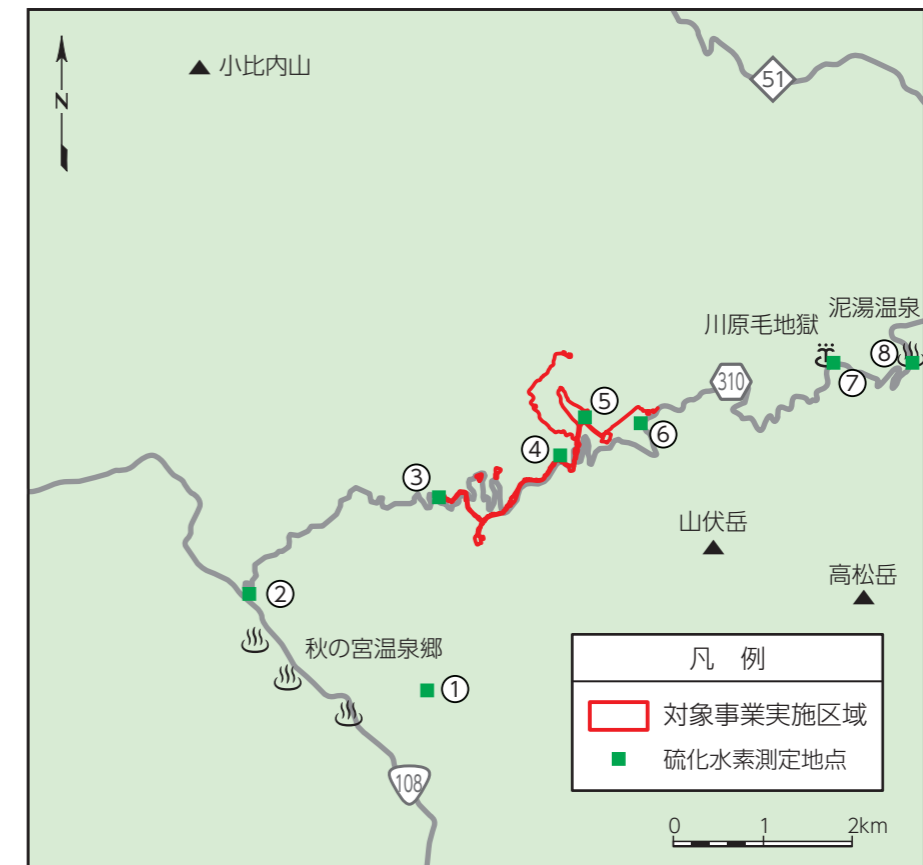 小比内山
N
51
泥湯温泉
川原毛地獄
⑧
⑦
310
⑤
⑥
④
③
山伏岳
高松岳
②
秋の宮温泉郷
①
108
凡 例
対象事業実施区域
硫化水素測定地点
0 1 2km